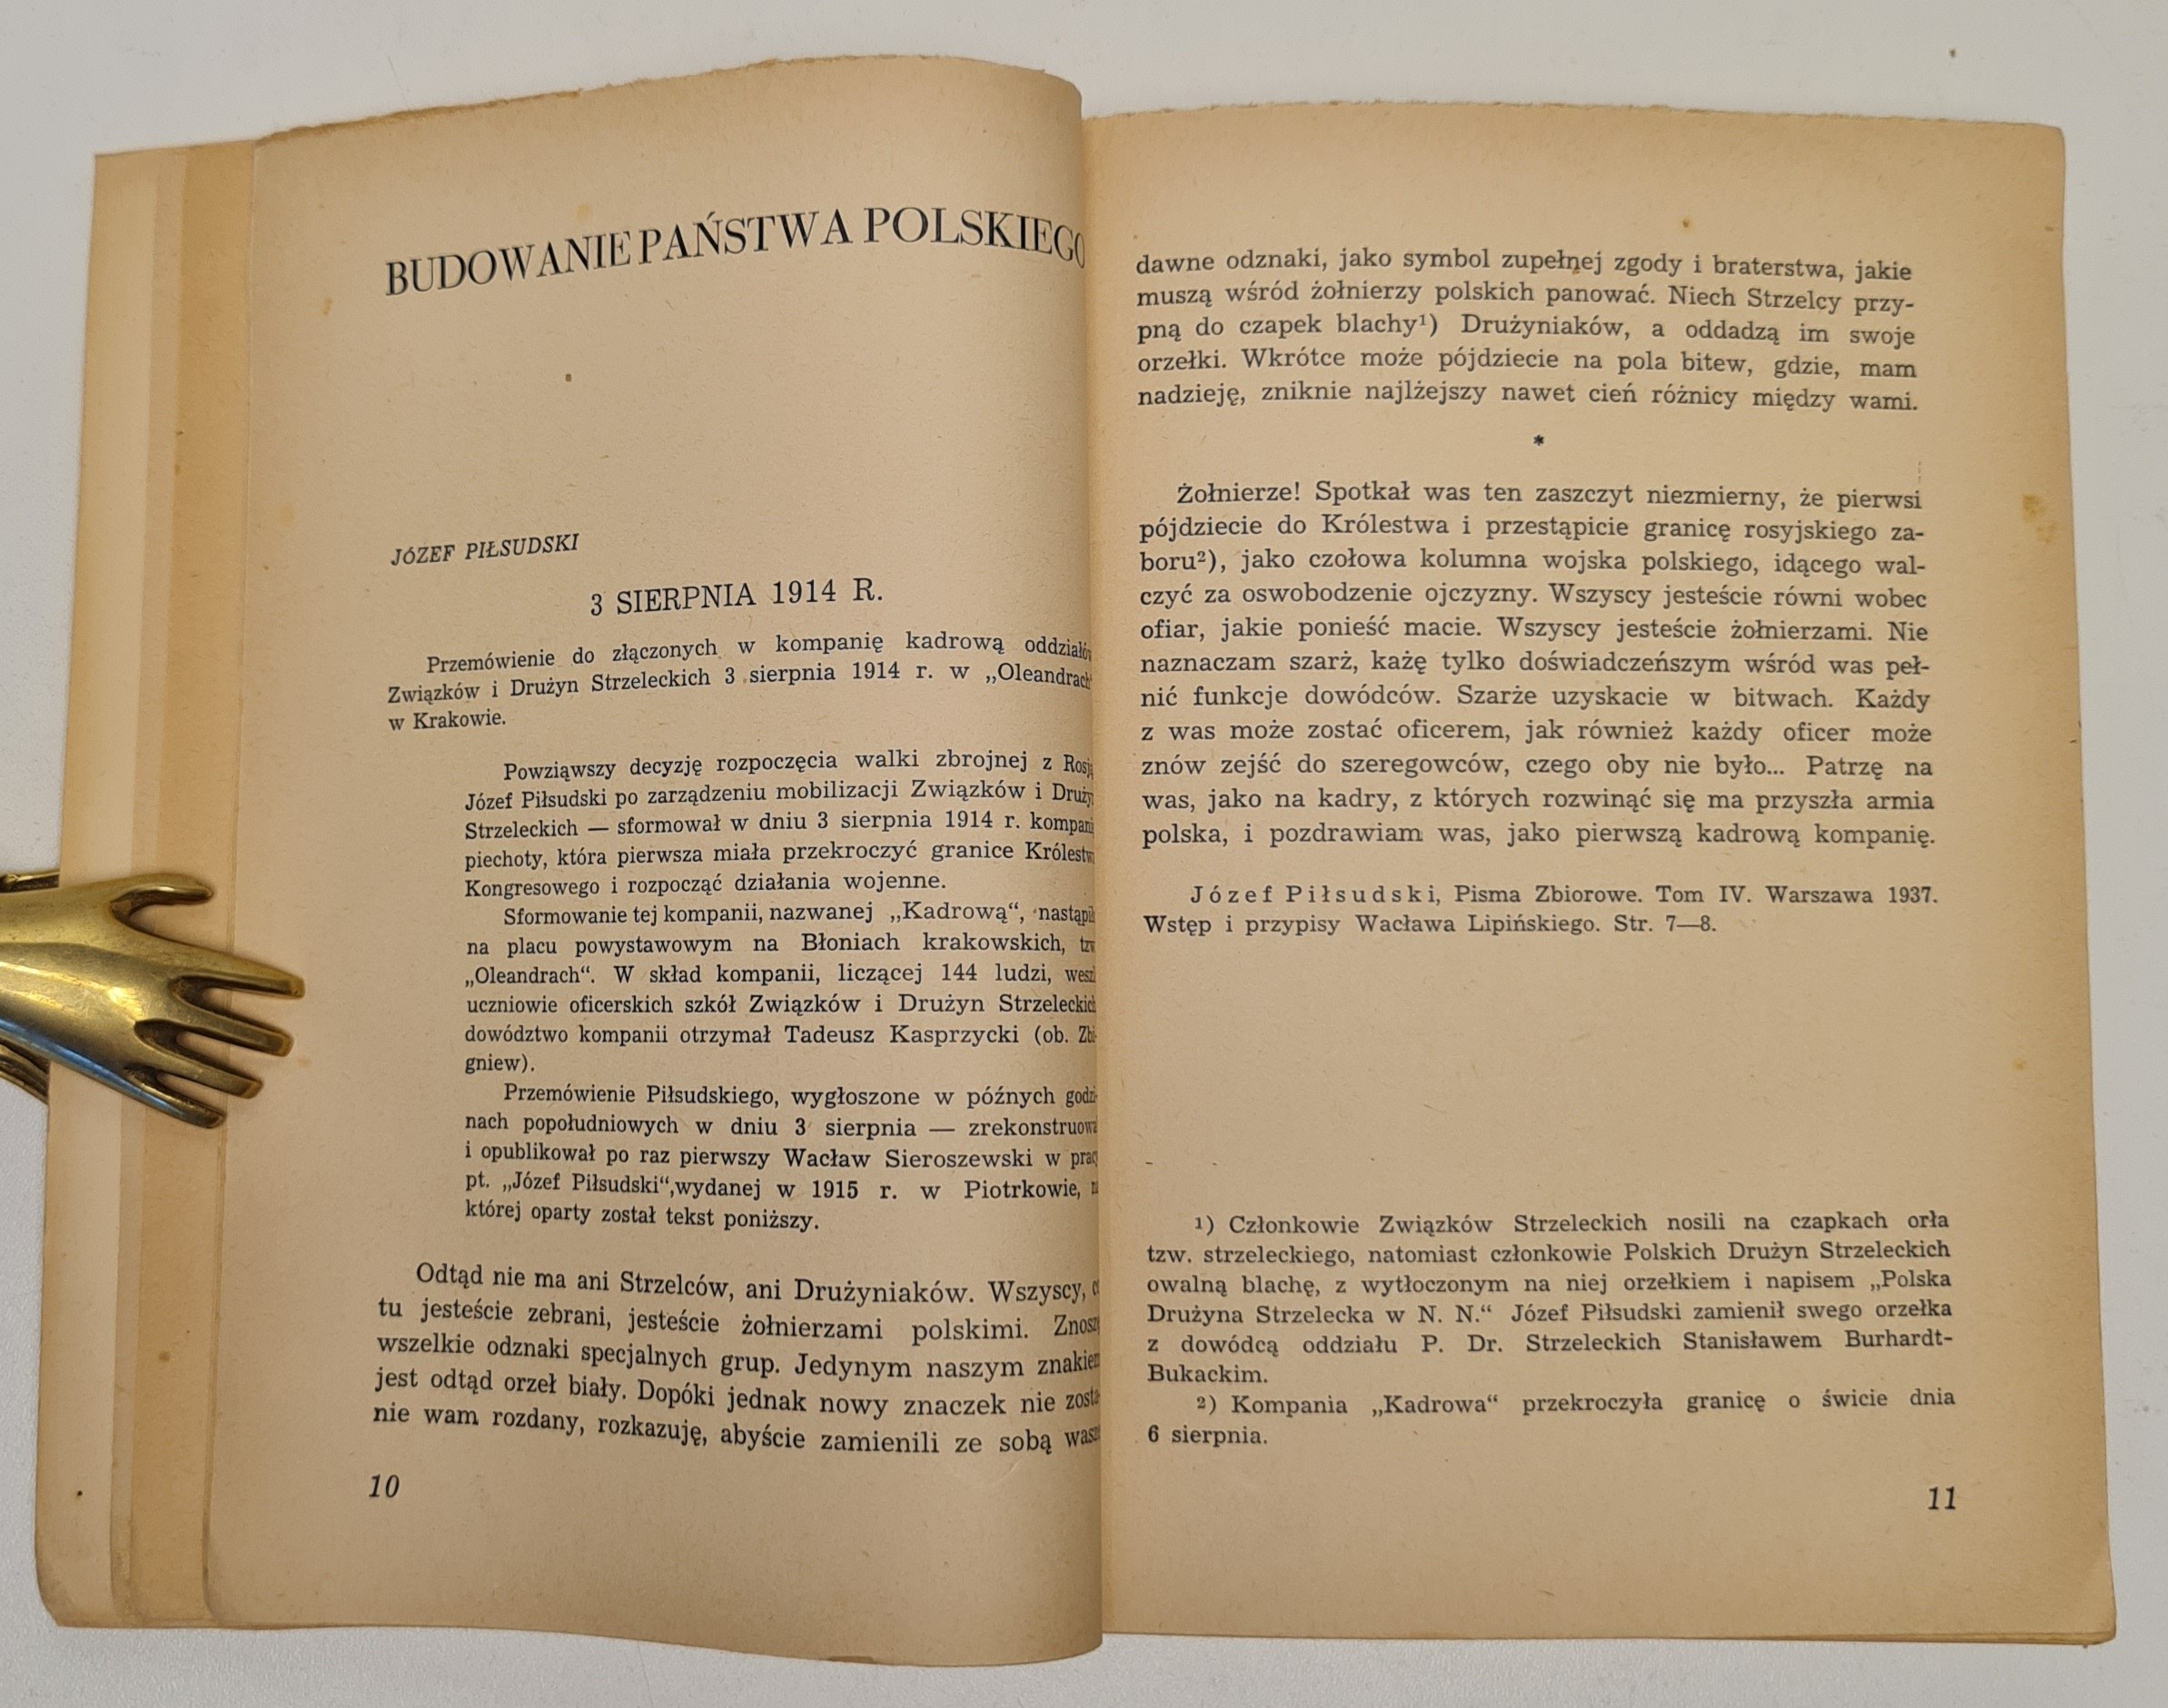 BUDOWANIE PAŃSTWA POLSKIEGO
JÓZEF PIŁSUDSKI
3 SIERPNIA 1914 R.
Przemówienie do złączonych w kompanię kadrową oddziałów
Związków i Drużyn Strzeleckich 3 sierpnia 1914 r. w „Oleandrach“
w Krakowie.
Powziąwszy decyzję rozpoczęcia walki zbrojnej z Rosją
Józef Piłsudski po zarządzeniu mobilizacji Związków i
Strzeleckich — sformował w dniu 3 sierpnia 1914 r.
piechoty, która pierwsza miała przekroczyć granice
Kongresowego i rozpocząć działania wojenne.
Sformowanie tej kompanii, nazwanej „Kadrową“,
na placu powystawowym na Błoniach krakowskich,
„Oleandrach“. W skład kompanii, liczącej 144 ludzi,
uczniowie oficerskich szkół Związków i Drużyn Strzeleckich
dowództwo kompanii otrzymał Tadeusz Kasprzycki (ob. Zbi-
gniew).
Przemówienie Piłsudskiego, wygłoszone w późnych godzi-
nach popołudniowych w dniu 3 sierpnia —
i opublikował po raz pierwszy Wacław Sieroszewski w
pt. „Józef Piłsudski“,wydanej w 1915 r. w Piotrkowie,
której oparty został tekst poniższy.
Odtąd nie ma ani Strzelców, ani Drużyniaków. Wszyscy,
tu jesteście zebrani, jesteście żołnierzami polskimi.
wszelkie odznaki specjalnych grup. Jedynym naszym znakiem
jest odtąd orzeł biały. Dopóki jednak nowy znaczek nie zosta-
nie wam rozdany, rozkazuję, abyście zamienili ze sobą
10
dawne odznaki, jako symbol zupełnej zgody i braterstwa, jakie
muszą wśród żołnierzy polskich panować. Niech Strzelcy przy-
pną do czapek blachy¹) Drużyniaków, a oddadzą im swoje
orzełki. Wkrótce może pójdziecie na pola bitew, gdzie, mam
nadzieję, zniknie najlżejszy nawet cień różnicy między wami.
*
Żołnierze! Spotkał was ten zaszczyt niezmierny, że pierwsi
pójdziecie do Królestwa i przestąpicie granicę rosyjskiego za-
boru²), jako czołowa kolumna wojska polskiego, idącego wal-
czyć za oswobodzenie ojczyzny. Wszyscy jesteście równi wobec
ofiar, jakie ponieść macie. Wszyscy jesteście żołnierzami. Nie
naznaczam szarż, każę tylko doświadczeńszym wśród was peł-
nić funkcje dowódców. Szarże uzyskacie w bitwach. Każdy
z was może zostać oficerem, jak również każdy oficer może
znów zejść do szeregowców, czego oby nie było... Patrzę na
was, jako na kadry, z których rozwinąć się ma przyszła armia
polska, i pozdrawiam was, jako pierwszą kadrową kompanię.
Józef Piłsudski, Pisma Zbiorowe. Tom IV. Warszawa 1937.
Wstęp i przypisy Wacława Lipińskiego. Str. 7—8.
¹) Członkowie Związków Strzeleckich nosili na czapkach orła
tzw. strzeleckiego, natomiast członkowie Polskich Drużyn Strzeleckich
owalną blachę, z wytłoczonym na niej orzełkiem i napisem „Polska
Drużyna Strzelecka w N. N.“ Józef Piłsudski zamienił swego orzełka
z dowódcą oddziału P. Dr. Strzeleckich Stanisławem Burhardt-
Bukackim.
²) Kompania „Kadrowa“ przekroczyła granicę o świcie dnia
6 sierpnia.
11